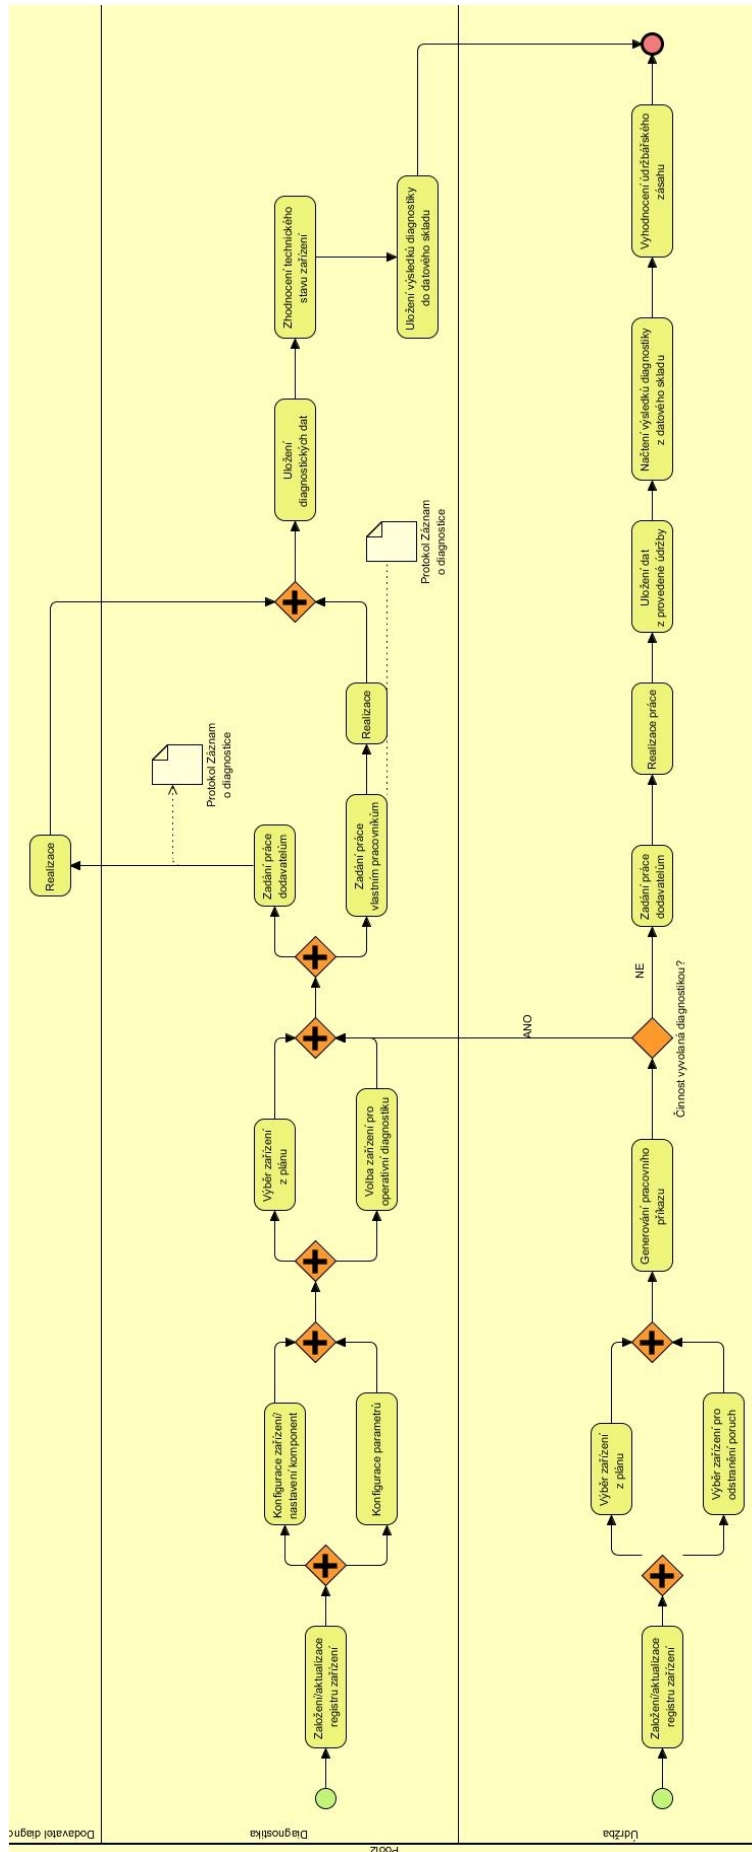 Dodavatel diagno
Realizace
Diagnostika
Založení/aktualizace
registru zařízení
Konfigurace zařízení/
nastavení komponent
Konfigurace parametrů
Výběr zařízení
z plánu
Volba zařízení pro
operativní diagnostiku
Zadání práce
dodavatelům
Zadání práce
vlastním pracovníkům
Protokol Záznam
o diagnostice
Realizace
Protokol Záznam
o diagnostice
Uložení
diagnostických dat
Zhodnocení technického
stavu zařízení
Uložení výsledků diagnostiky
do datového skladu
Údržba
Založení/aktualizace
registru zařízení
Výběr zařízení
z plánu
Výběr zařízení pro
odstranění poruch
Generování pracovního
příkazu
Činnost vyvolaná diagnostikou?
ANO
NE
Zadání práce
dodavatelům
Realizace práce
Uložení dat
z provedené údržby
Načtení výsledků diagnostiky
z datového skladu
Vyhodnocení údržbářského
zásahu